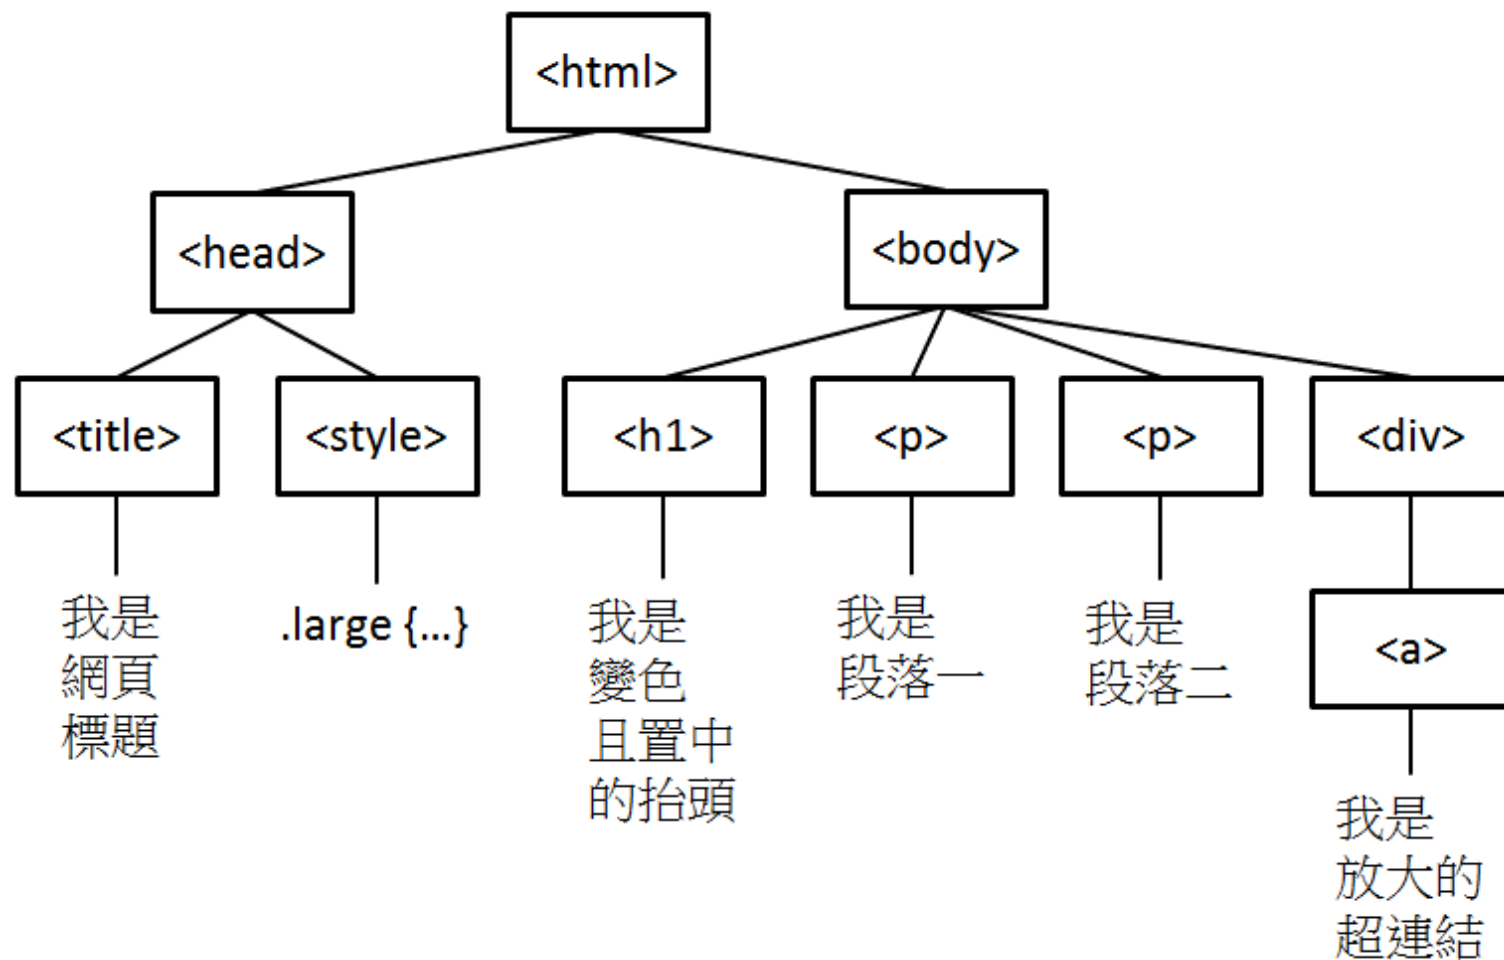 <html>
<head>
<body>
<title>
<style>
<h1>
<p>
<p>
<div>
我是
網頁
標題
.large {...}
我是
變色
且置中
的抬頭
我是
段落一
我是
段落二
<a>
我是
放大的
超連結